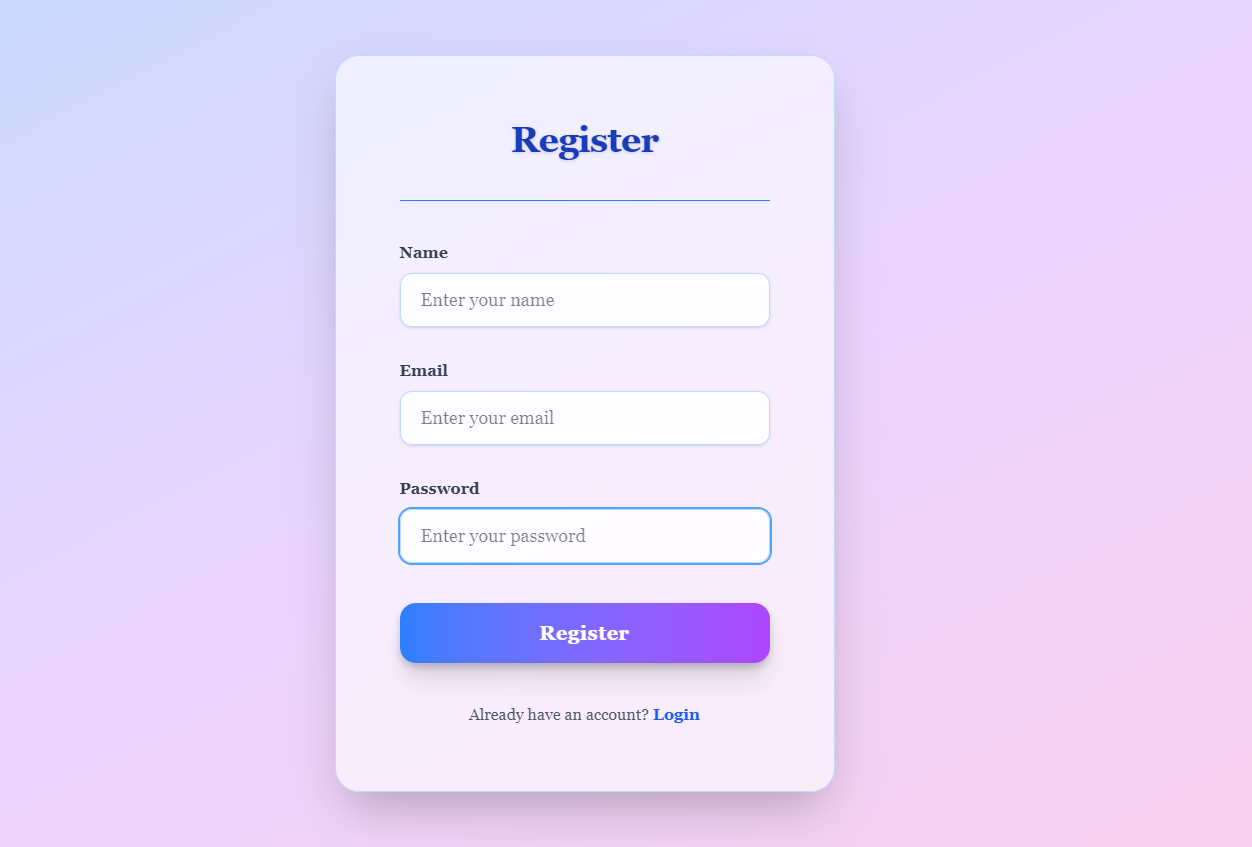 Register
Name
Enter your name
Email
Enter your email
Password
Enter your password
Register
Already have an account? Login